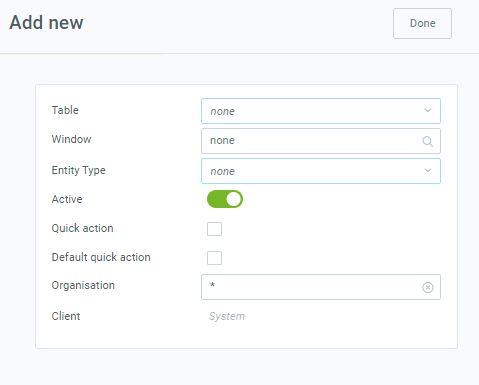 Add new
Done
Table none
Window none
Entity Type none
Active
Quick action
Default quick action
Organisation *
Client System